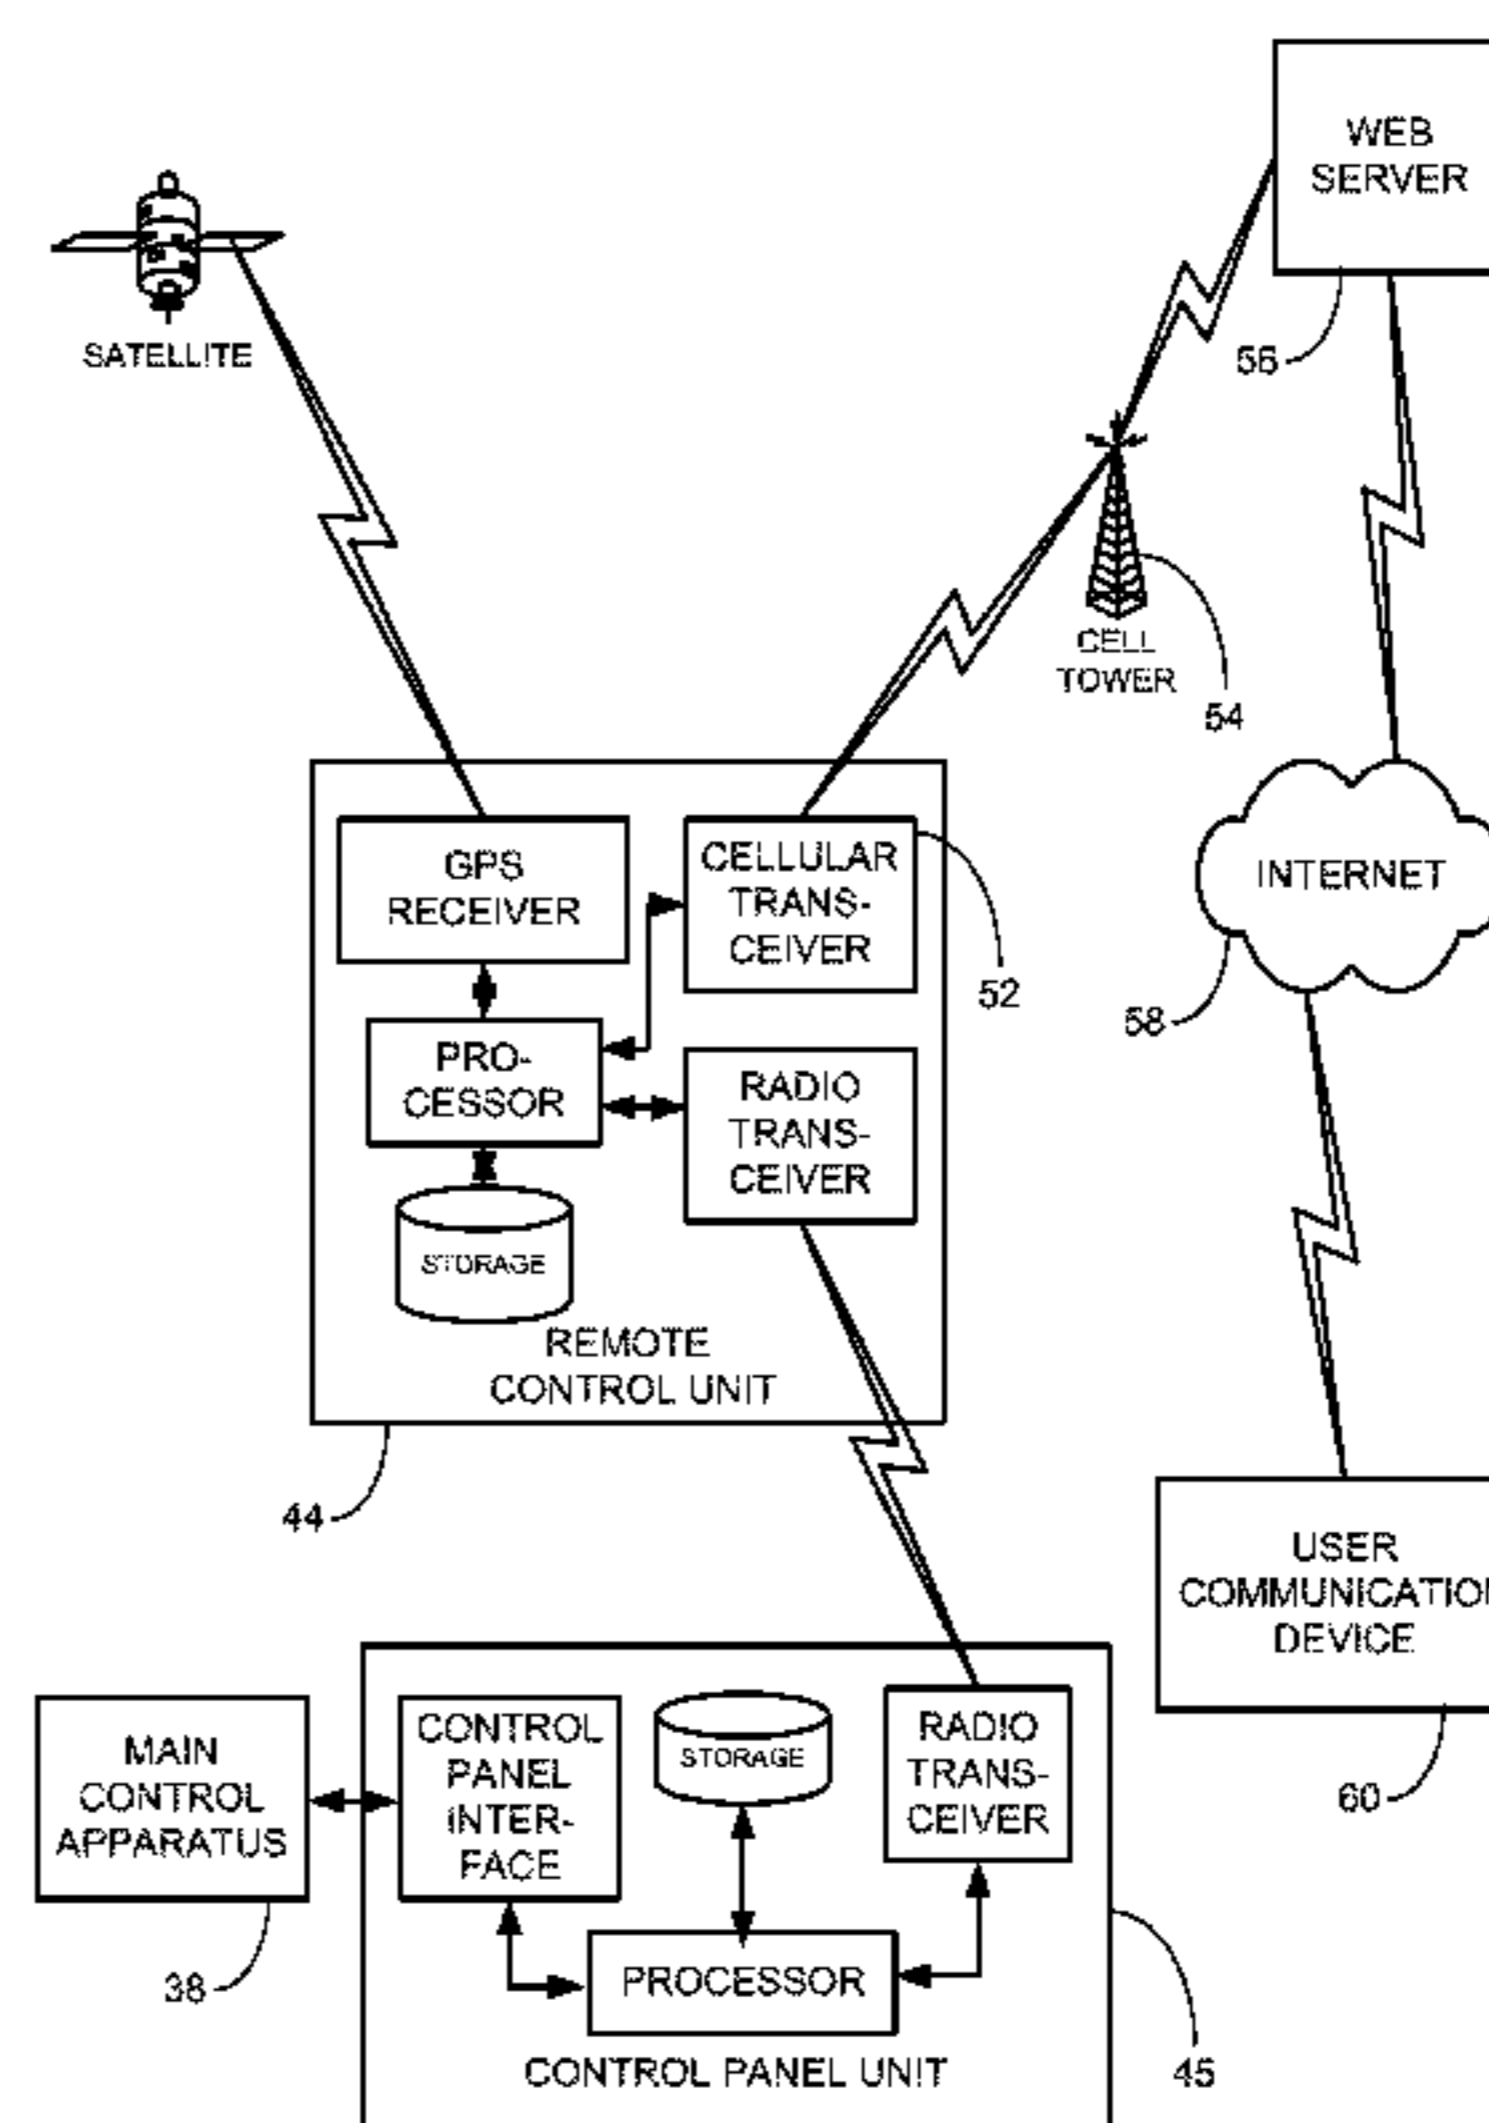 WEB
SERVER
56
SATELLITE
CELL
TOWER
54
GPS
RECEIVER
CELLULAR
TRANS-
CEIVER
52
INTERNET
58
PRO-
CESSOR
RADIO
TRANS-
CEIVER
STORAGE
REMOTE
CONTROL UNIT
44
USER
COMMUNICATION
DEVICE
60
MAIN
CONTROL
APPARATUS
38
CONTROL
PANEL
INTER-
FACE
STORAGE
RADIO
TRANS-
CEIVER
PROCESSOR
CONTROL PANEL UNIT
45